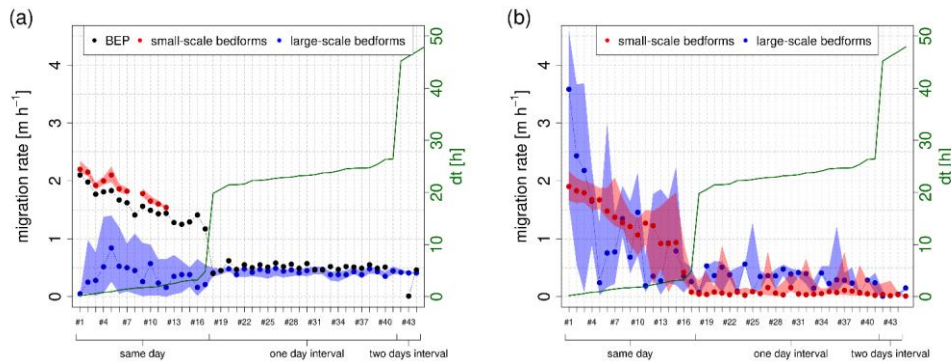 (a)
BEP small-scale bedforms large-scale bedforms
migration rate [m h⁻¹]
4
3
2
1
0
50
40
30
20
10
0
dt [h]
#1 #4 #7 #10 #13 #16 #19 #22 #25 #28 #31 #34 #37 #40 #43
same day one day interval two days interval
(b)
small-scale bedforms large-scale bedforms
migration rate [m h⁻¹]
4
3
2
1
0
50
40
30
20
10
0
dt [h]
#1 #4 #7 #10 #13 #16 #19 #22 #25 #28 #31 #34 #37 #40 #43
same day one day interval two days interval